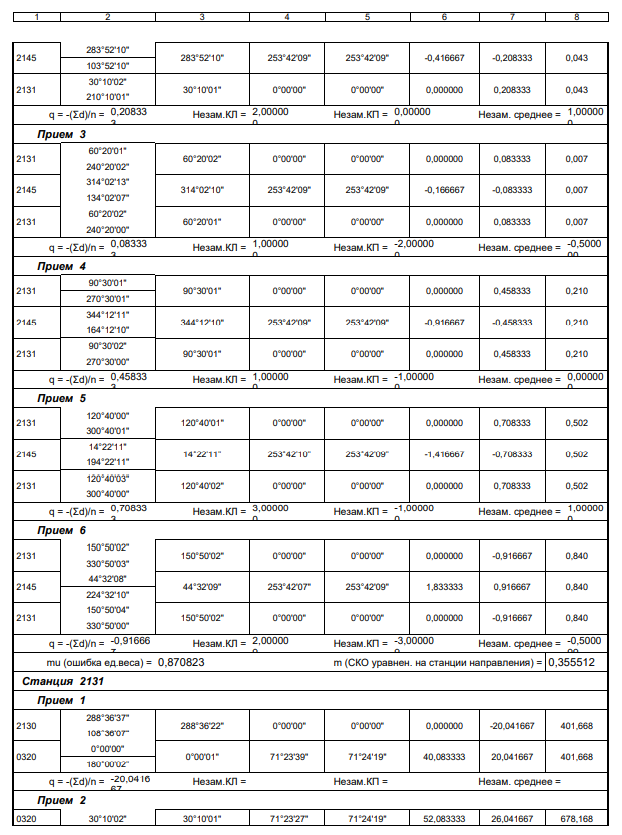 1 2 3 4 5 6 7 8
283°52'10"
2145 283°52'10" 253°42'09" 253°42'09" -0,416667 -0,208333 0,043
103°52'10"
30°10'02"
2131 30°10'01" 0°00'00" 0°00'00" 0,000000 0,208333 0,043
210°10'01"
q = -(Σd)/n = 0,208333 Незам.КЛ = 2,000000 Незам.КП = 0,000000 Незам. среднее = 1,000000
Прием 3
60°20'01"
2131 60°20'02" 0°00'00" 0°00'00" 0,000000 0,083333 0,007
240°20'02"
314°02'13"
2145 314°02'10" 253°42'09" 253°42'09" -0,166667 -0,083333 0,007
134°02'07"
60°20'02"
2131 60°20'01" 0°00'00" 0°00'00" 0,000000 0,083333 0,007
240°20'00"
q = -(Σd)/n = 0,083333 Незам.КЛ = 1,000000 Незам.КП = -2,000000 Незам. среднее = -0,500000
Прием 4
90°30'01"
2131 90°30'01" 0°00'00" 0°00'00" 0,000000 0,458333 0,210
270°30'01"
344°12'11"
2145 344°12'10" 253°42'09" 253°42'09" -0,916667 -0,458333 0,210
164°12'10"
90°30'02"
2131 90°30'01" 0°00'00" 0°00'00" 0,000000 0,458333 0,210
270°30'00"
q = -(Σd)/n = 0,458333 Незам.КЛ = 1,000000 Незам.КП = -1,000000 Незам. среднее = 0,000000
Прием 5
120°40'00"
2131 120°40'01" 0°00'00" 0°00'00" 0,000000 0,708333 0,502
300°40'01"
14°22'11"
2145 14°22'11" 253°42'10" 253°42'09" -1,416667 -0,708333 0,502
194°22'11"
120°40'03"
2131 120°40'02" 0°00'00" 0°00'00" 0,000000 0,708333 0,502
300°40'00"
q = -(Σd)/n = 0,708333 Незам.КЛ = 3,000000 Незам.КП = -1,000000 Незам. среднее = 1,000000
Прием 6
150°50'02"
2131 150°50'02" 0°00'00" 0°00'00" 0,000000 -0,916667 0,840
330°50'03"
44°32'08"
2145 44°32'09" 253°42'07" 253°42'09" 1,833333 0,916667 0,840
224°32'10"
150°50'04"
2131 150°50'02" 0°00'00" 0°00'00" 0,000000 -0,916667 0,840
330°50'00"
q = -(Σd)/n = -0,916667 Незам.КЛ = 2,000000 Незам.КП = -3,000000 Незам. среднее = -0,500000
mu (ошибка ед.веса) = 0,870823 m (СКО уравнен. на станции направления) = 0,355512
Станция 2131
Прием 1
288°36'37"
2130 288°36'22" 0°00'00" 0°00'00" 0,000000 -20,041667 401,668
108°36'07"
0°00'00"
0320 0°00'01" 71°23'39" 71°24'19" 40,083333 20,041667 401,668
180°00'02"
q = -(Σd)/n = -20,041667 Незам.КЛ = Незам.КП = Незам. среднее =
Прием 2
0320 30°10'02" 30°10'01" 71°23'27" 71°24'19" 52,083333 26,041667 678,168